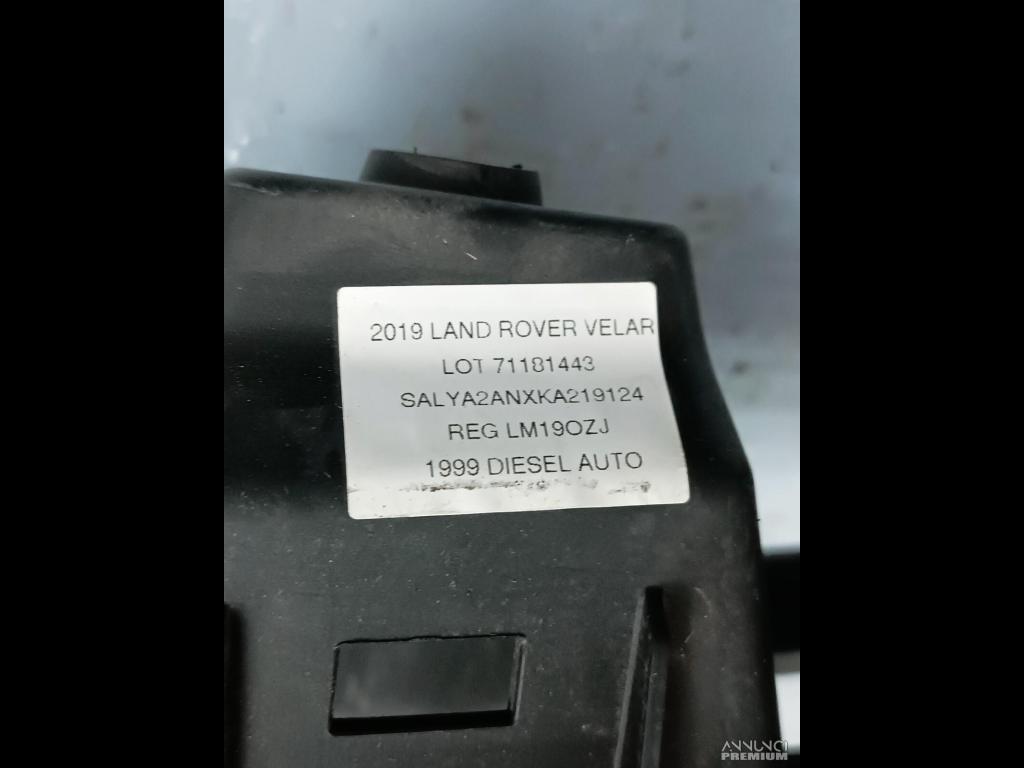 2019 LAND ROVER VELAR
LOT 71181443
SALYA2ANXKA219124
REG LM19OZJ
1999 DIESEL AUTO
ANNUNCI
PREMIUM